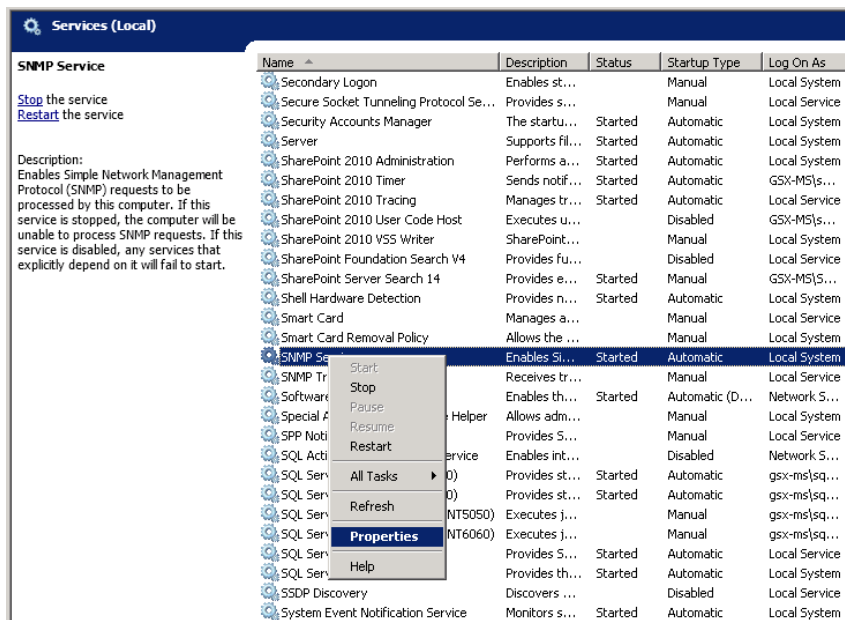 Services (Local)
SNMP Service
Stop the service
Restart the service
Description:
Enables Simple Network Management
Protocol (SNMP) requests to be
processed by this computer. If this
service is stopped, the computer will be
unable to process SNMP requests. If this
service is disabled, any services that
explicitly depend on it will fail to start.
Name Description Status Startup Type Log On As
Secondary Logon Enables st... Manual Local System
Secure Socket Tunneling Protocol Se... Provides s... Manual Local Service
Security Accounts Manager The startu... Started Automatic Local System
Server Supports fil... Started Automatic Local System
SharePoint 2010 Administration Performs a... Started Automatic Local System
SharePoint 2010 Timer Sends notif... Started Automatic GSX-MS\s...
SharePoint 2010 Tracing Manages tr... Started Automatic Local Service
SharePoint 2010 User Code Host Executes u... Disabled GSX-MS\s...
SharePoint 2010 VSS Writer SharePoint... Manual Local System
SharePoint Foundation Search V4 Provides fu... Disabled Local Service
SharePoint Server Search 14 Provides e... Started Manual GSX-MS\S...
Shell Hardware Detection Provides n... Started Automatic Local System
Smart Card Manages a... Manual Local Service
Smart Card Removal Policy Allows the ... Manual Local System
SNMP Se Enables Si... Started Automatic Local System
SNMP Tr Receives tr... Manual Local Service
Software Enables th... Started Automatic (D... Network S...
Special A e Helper Allows adm... Manual Local System
SPP Noti Provides S... Manual Local Service
SQL Acti ervice Enables int... Disabled Network S...
SQL Ser 0) Provides st... Started Automatic gsx-ms\sq...
SQL Ser 0) Provides st... Started Automatic gsx-ms\sq...
SQL Ser NT5050) Executes j... Manual gsx-ms\sq...
SQL Ser NT6060) Executes j... Manual gsx-ms\sq...
SQL Ser Provides S... Started Automatic Local Service
SQL Ser Provides th... Started Automatic Local System
SSDP Discovery Discovers ... Disabled Local Service
System Event Notification Service Monitors s... Started Automatic Local System
Start
Stop
Pause
Resume
Restart
All Tasks
Refresh
Properties
Help